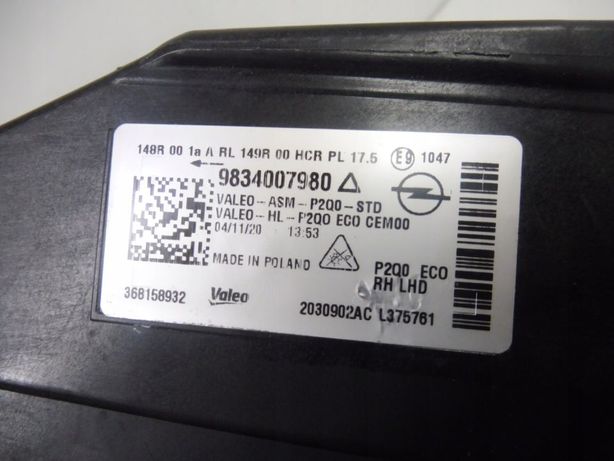 148R 00 1a A RL 149R 00 HCR PL 17.5 E9 1047
9834007980
VALEO-ASM-P2Q0-STD
VALEO-HL-P2Q0 ECO CEM00
04/11/20 13:53
MADE IN POLAND
P2Q0 ECO
RH LHD
368158932 Valeo 2030902AC L375761